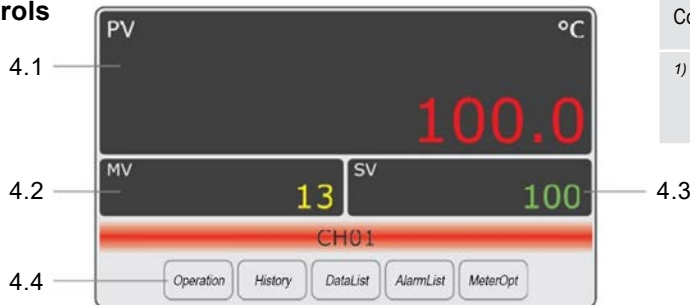 rols
PV °C
4.1
100.0
MV 13 SV 100
4.2 4.3
CH01
4.4 Operation History DataList AlarmList MeterOpt
1)